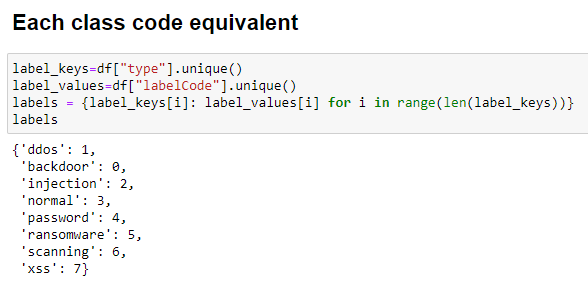 Each class code equivalent
label_keys=df["type"].unique()
label_values=df["labelCode"].unique()
labels = {label_keys[i]: label_values[i] for i in range(len(label_keys))}
labels
{'ddos': 1,
 'backdoor': 0,
 'injection': 2,
 'normal': 3,
 'password': 4,
 'ransomware': 5,
 'scanning': 6,
 'xss': 7}